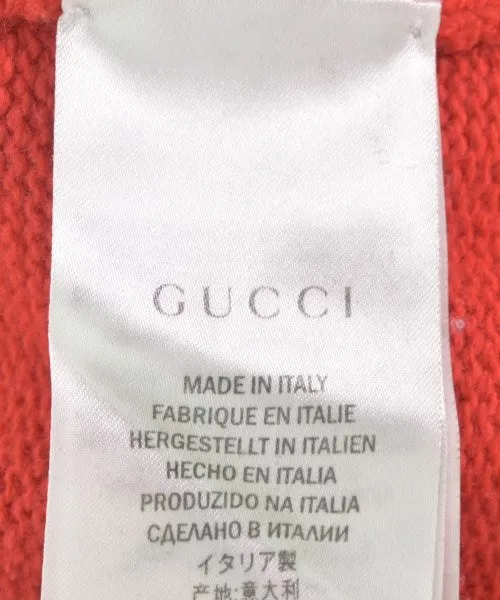 GUCCI
MADE IN ITALY
FABRIQUE EN ITALIE
HERGESTELLT IN ITALIEN
HECHO EN ITALIA
PRODUZIDO NA ITALIA
СДЕЛАНО В ИТАЛИИ
イタリア製
产地:意大利